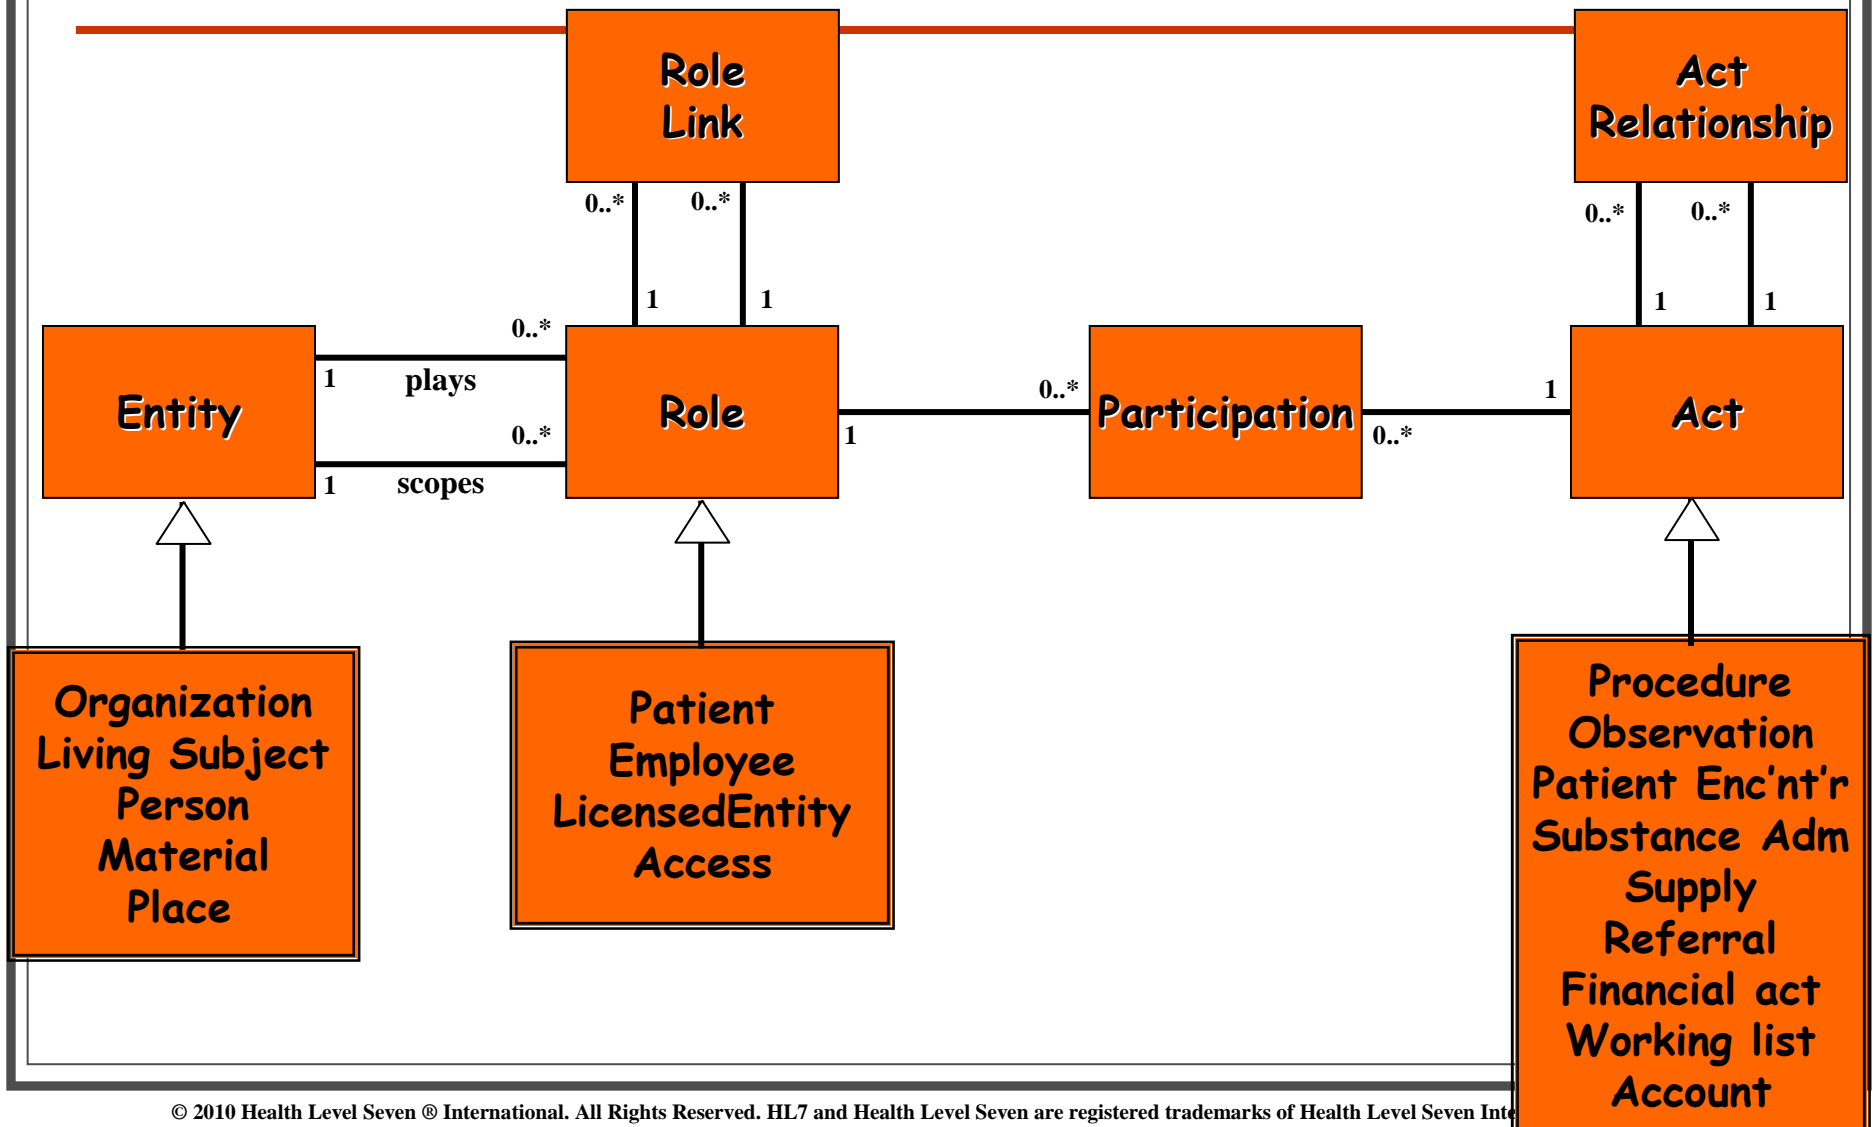 Role
Link
Act
Relationship
0..*
0..*
0..*
0..*
1
1
1
1
Entity
1
plays
0..*
1
scopes
0..*
Role
1
0..*
Participation
0..*
1
Act
Organization
Living Subject
Person
Material
Place
Patient
Employee
LicensedEntity
Access
Procedure
Observation
Patient Enc’nt’r
Substance Adm
Supply
Referral
Financial act
Working list
Account
© 2010 Health Level Seven ® International. All Rights Reserved. HL7 and Health Level Seven are registered trademarks of Health Level Seven